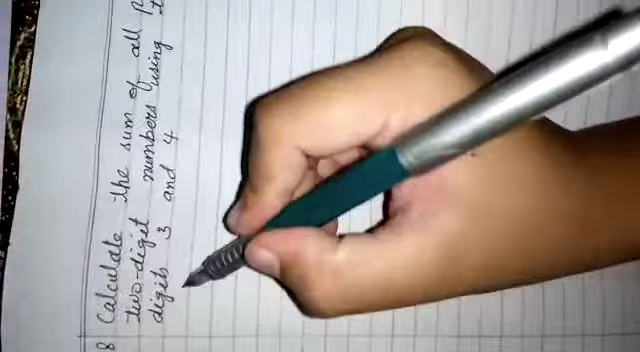 8 Calculate the sum of all
two-digit numbers using
digits 3 and 4